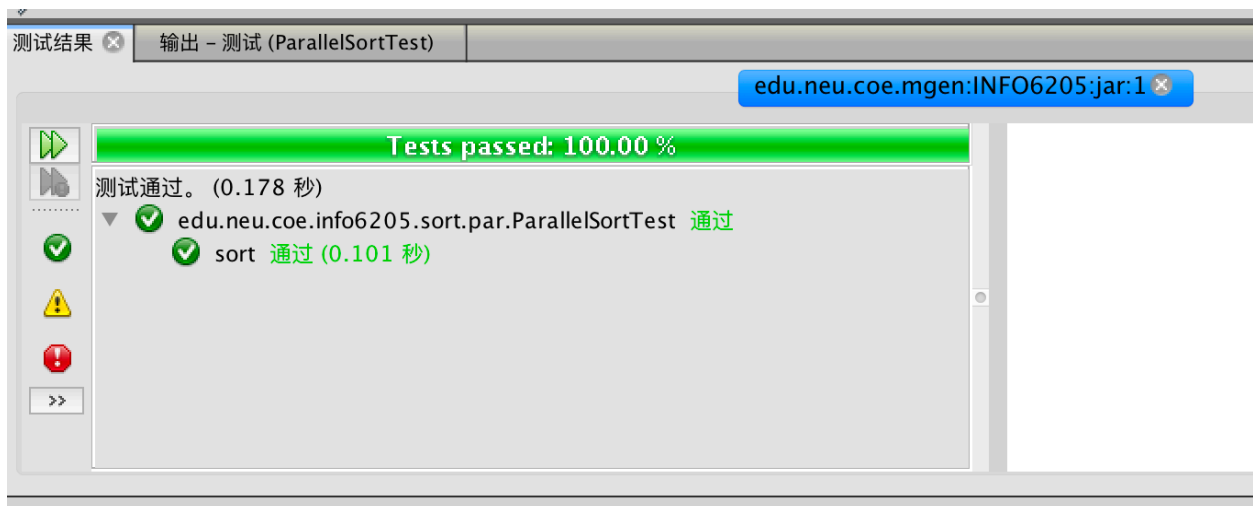 测试结果
输出 – 测试 (ParallelSortTest)
edu.neu.coe.mgen:INFO6205:jar:1
Tests passed: 100.00 %
测试通过。 (0.178 秒)
edu.neu.coe.info6205.sort.par.ParallelSortTest 通过
sort 通过 (0.101 秒)
>>